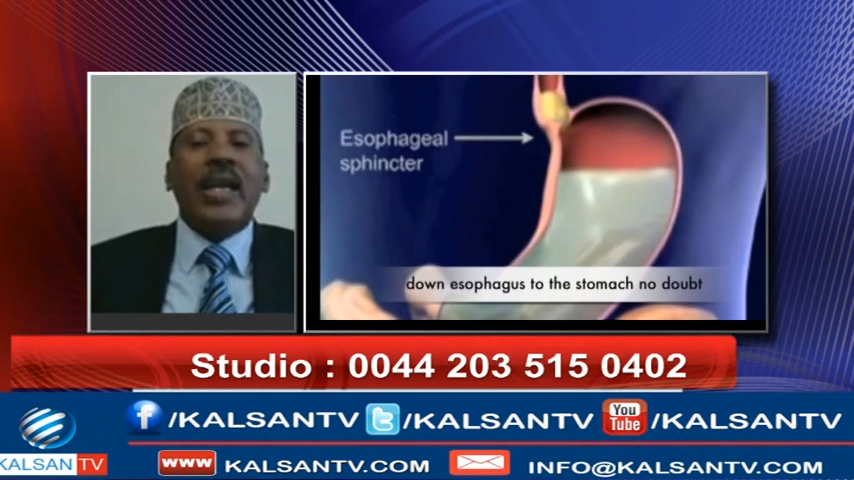 Esophageal
sphincter
down esophagus to the stomach no doubt
Studio : 0044 203 515 0402
f /KALSANTV t /KALSANTV You Tube /KALSANTV
KALSAN TV
www KALSANTV.COM INFO@KALSANTV.COM